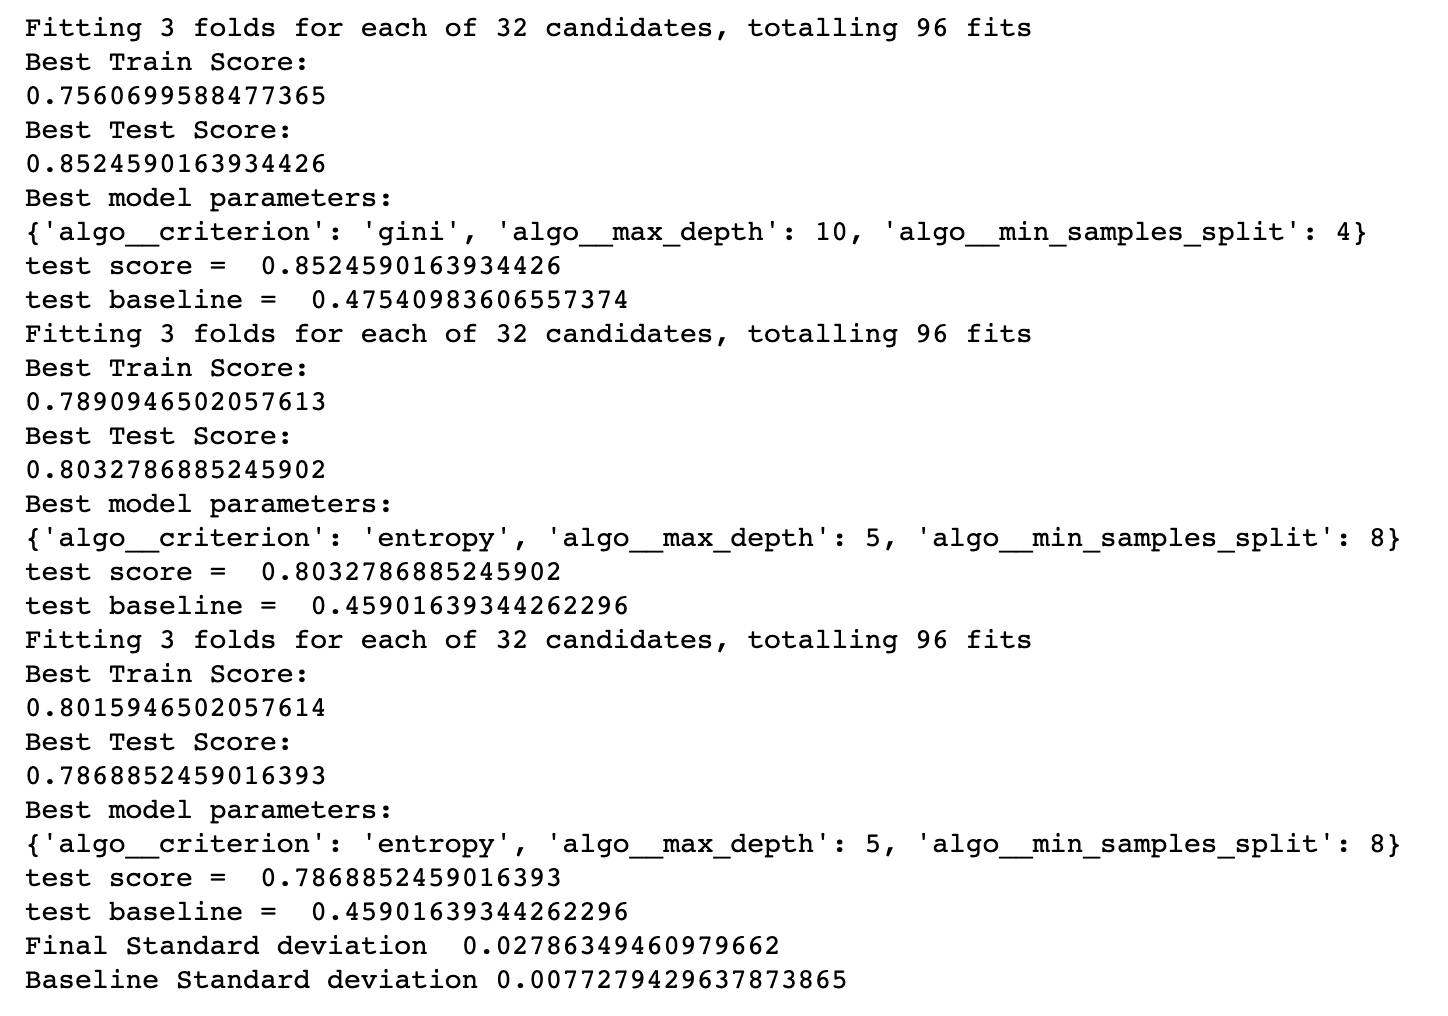 Fitting 3 folds for each of 32 candidates, totalling 96 fits
Best Train Score:
0.7560699588477365
Best Test Score:
0.8524590163934426
Best model parameters:
{'algo__criterion': 'gini', 'algo__max_depth': 10, 'algo__min_samples_split': 4}
test score =  0.8524590163934426
test baseline =  0.47540983606557374
Fitting 3 folds for each of 32 candidates, totalling 96 fits
Best Train Score:
0.7890946502057613
Best Test Score:
0.8032786885245902
Best model parameters:
{'algo__criterion': 'entropy', 'algo__max_depth': 5, 'algo__min_samples_split': 8}
test score =  0.8032786885245902
test baseline =  0.45901639344262296
Fitting 3 folds for each of 32 candidates, totalling 96 fits
Best Train Score:
0.8015946502057614
Best Test Score:
0.7868852459016393
Best model parameters:
{'algo__criterion': 'entropy', 'algo__max_depth': 5, 'algo__min_samples_split': 8}
test score =  0.7868852459016393
test baseline =  0.45901639344262296
Final Standard deviation  0.02786349460979662
Baseline Standard deviation 0.0077279429637873865